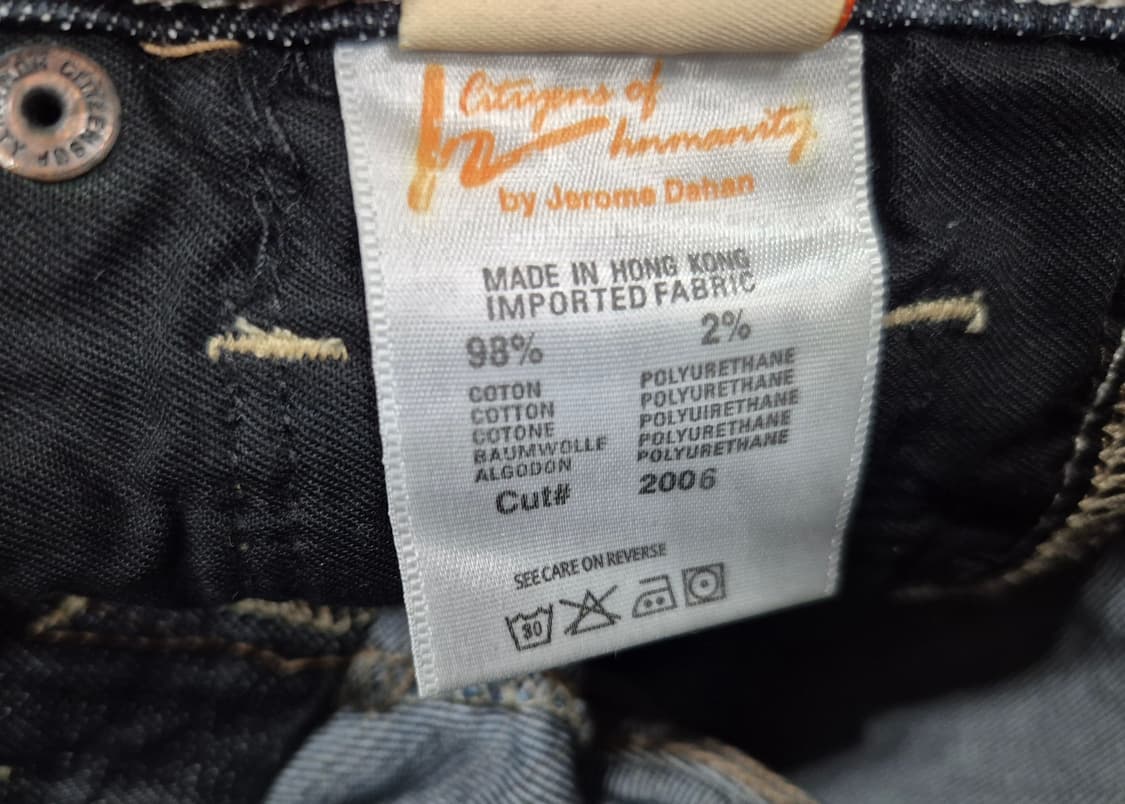 Citizens of
humanity
by Jerome Dahan
MADE IN HONG KONG
IMPORTED FABRIC
98% 2%
COTON POLYURETHANE
COTTON POLYURETHANE
COTONE POLYUIRETHANE
BAUMWOLLE POLYURETHANE
ALGODON POLYURETHANE
Cut# 2006
SEE CARE ON REVERSE
30